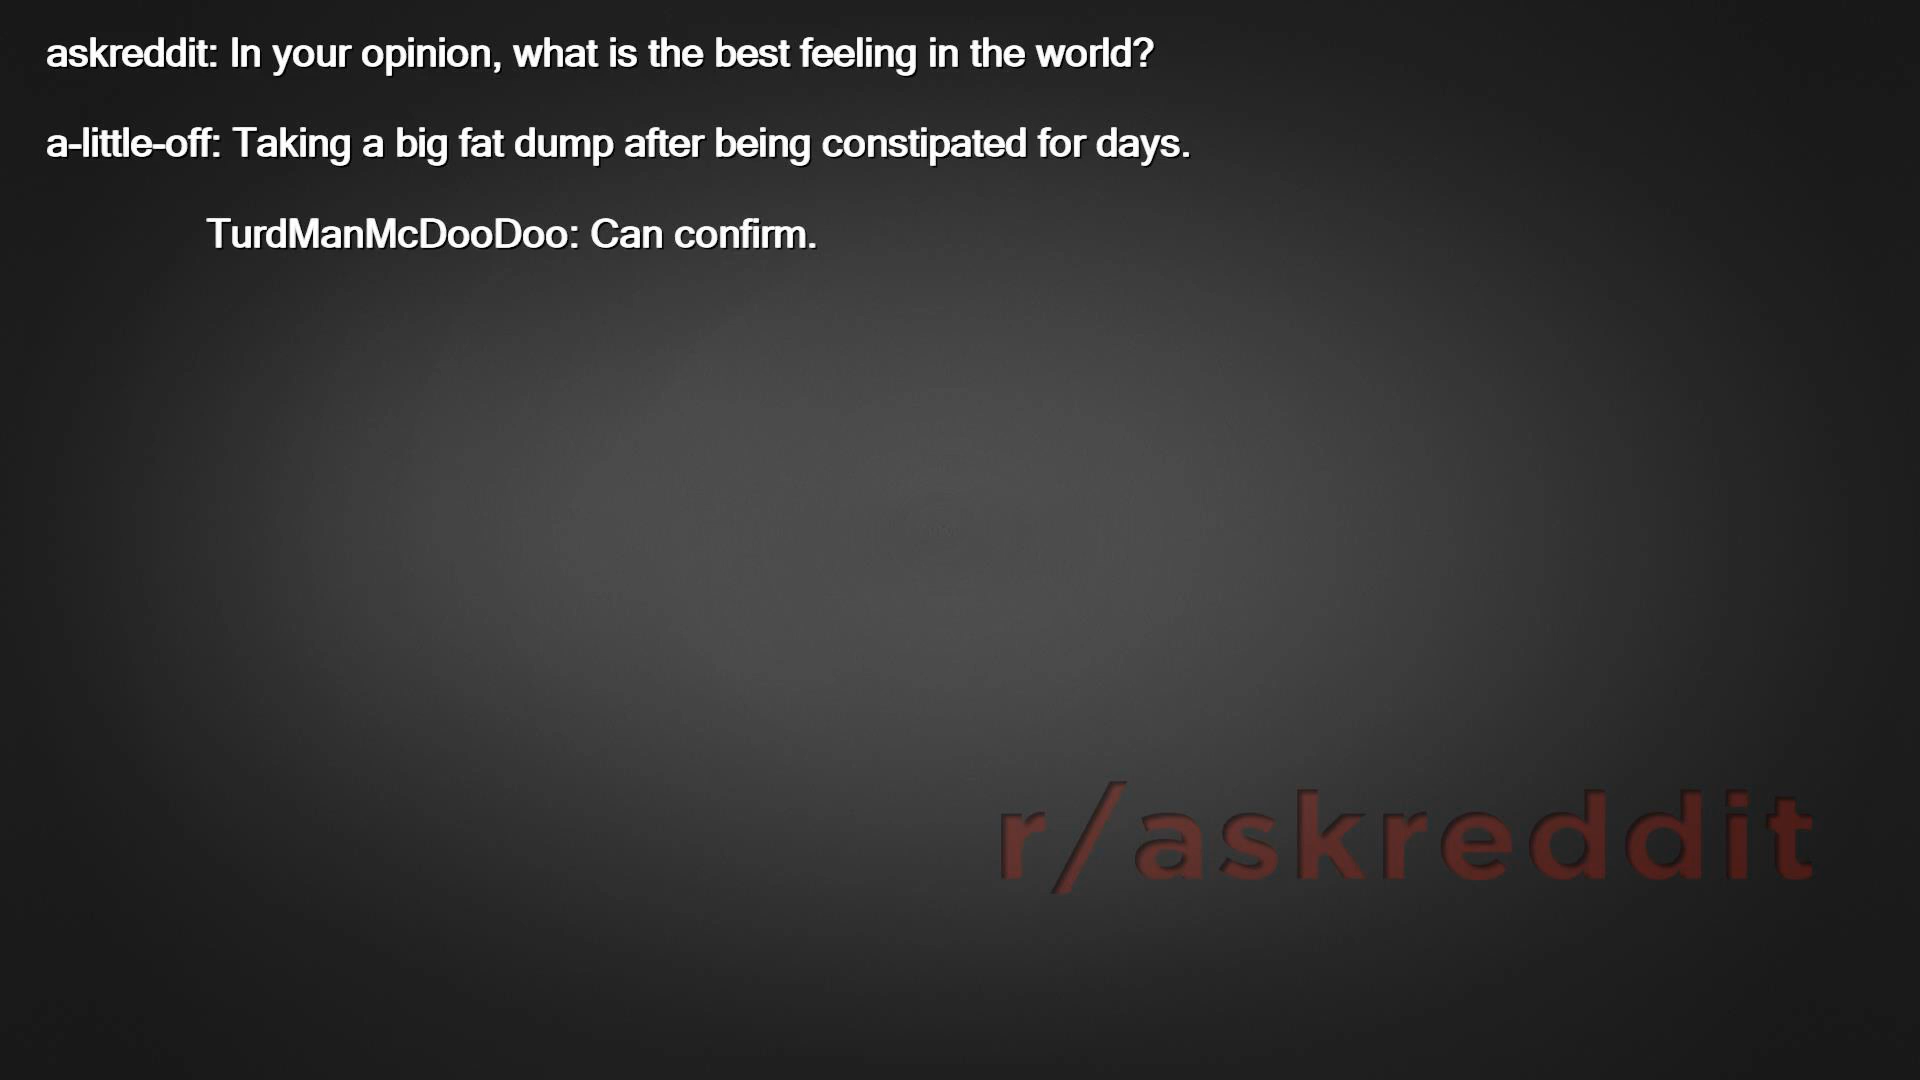 askreddit: In your opinion, what is the best feeling in the world?
a-little-off: Taking a big fat dump after being constipated for days.
TurdManMcDooDoo: Can confirm.
r/askreddit